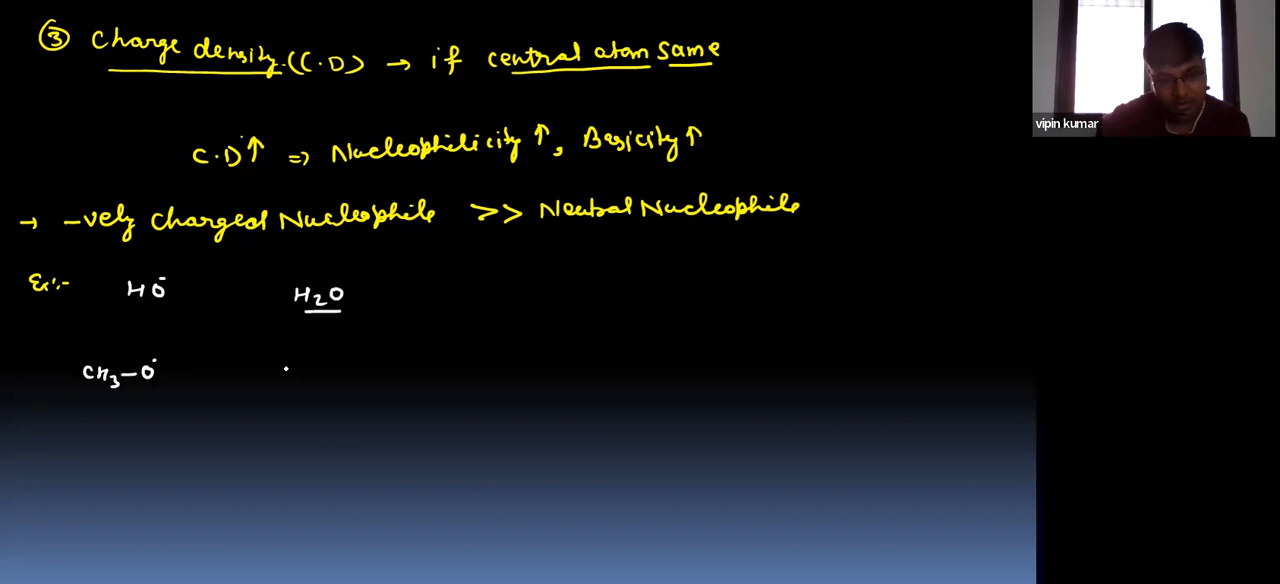 ③ Charge density. (C.D) → if central atom same
vipin kumar
C.D↑ ⇒ Nucleophilicity ↑, Basicity ↑
→ -vely charged Nucleophile >> Neutral Nucleophile
Ex:- HO⁻ H₂O
CH₃-O⁻